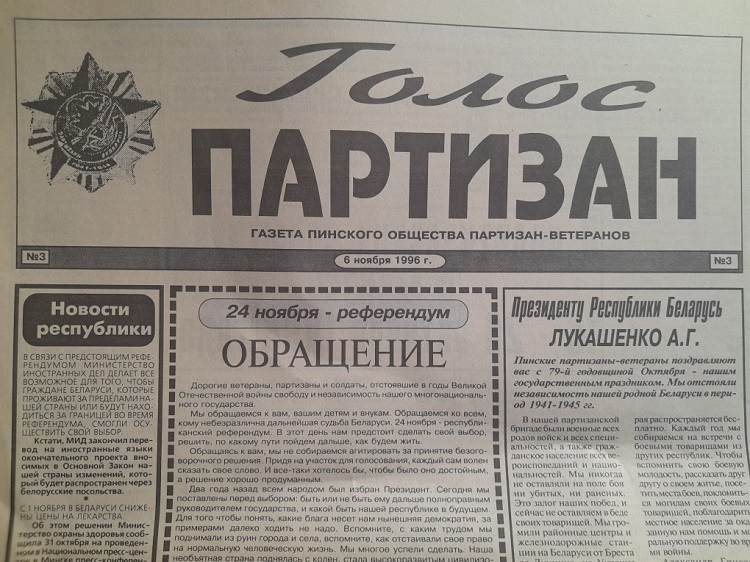 Голос
ПАРТИЗАН
ГАЗЕТА ПИНСКОГО ОБЩЕСТВА ПАРТИЗАН-ВЕТЕРАНОВ
№3
6 ноября 1996 г.
№3
Новости
республики
В СВЯЗИ С ПРЕДСТОЯЩИМ РЕФЕ-
РЕНДУМОМ МИНИСТЕРСТВО
ИНОСТРАННЫХ ДЕЛ ДЕЛАЕТ ВСЕ
ВОЗМОЖНОЕ ДЛЯ ТОГО, ЧТОБЫ
ГРАЖДАНЕ БЕЛАРУСИ, КОТОРЫЕ
ПРОЖИВАЮТ ЗА ПРЕДЕЛАМИ НА-
ШЕЙ СТРАНЫ ИЛИ БУДУТ НАХО-
ДИТЬСЯ ЗА ГРАНИЦЕЙ ВО ВРЕМЯ
РЕФЕРЕНДУМА, СМОГЛИ ОСУ-
ЩЕСТВИТЬ СВОЙ ВЫБОР.
Кстати, МИД закончил пере-
вод на иностранные языки
окончательного проекта вно-
симых в Основной Закон на-
шей страны изменений, кото-
рый будет распространен через
белорусские посольства.
С 1 НОЯБРЯ В БЕЛАРУСИ СНИЖЕ-
НЫ ЦЕНЫ НА ЛЕКАРСТВА.
Об этом решении Минис-
терства охраны здоровья сооб-
щила 31 октября на проведен-
ном в Национальном пресс-цент-
ре в Минске пресс-конферен-
24 ноября - референдум
ОБРАЩЕНИЕ
Дорогие ветераны, партизаны и солдаты, отстоявшие в годы Великой
Отечественной войны свободу и независимость нашего многонациональ-
ного государства.
Мы обращаемся к вам, вашим детям и внукам. Обращаемся ко всем,
кому небезразлична дальнейшая судьба Беларуси. 24 ноября - республи-
канский референдум. В этот день нам предстоит сделать свой выбор,
решить, по какому пути пойдем дальше, как будем жить.
Обращаясь к вам, мы не собираемся агитировать за принятие безого-
ворочного решения. Придя на участок для голосования, каждый сам волен
сказать свое слово. И все-таки хотелось бы, чтобы было оно достойным,
а решение хорошо продуманным.
Два года назад всем народом был избран Президент. Сегодня мы
поставлены перед выбором: быть или не быть ему дальше полноправным
руководителем государства, и какой быть нашей республике в будущем.
Для того чтобы понять, какие блага несет нам нынешняя демократия, за
примерами далеко ходить не надо. Вспомните, с каким трудом мы
поднимали из руин города и села, вспомните, как отстаивали свое право
на нормальную человеческую жизнь. Мы многое успели сделать. Наша
необъятная страна поднялась с колен, стала высокоразвитым цивилизо-
Президенту Республики Беларусь
ЛУКАШЕНКО А.Г.
Пинские партизаны-ветераны поздравляют
вас с 79-й годовщиной Октября - нашим
государственным праздником. Мы отстояли
независимость нашей родной Беларуси в пери-
од 1941-1945 гг.
В нашей партизанской
бригаде были военные всех
родов войск и всех специ-
альностей, а также граж-
данское население всех ве-
роисповеданий и нацио-
нальностей. Мы никогда
не оставляли на поле боя
ни убитых, ни раненых.
Это залог наших побед, и
сейчас не оставляем в беде
своих товарищей. Мы гро-
мили районные центры и
железнодорожные стан-
ции на Беларуси от Бреста
рая распространяется бес-
платно. Каждый год мы
собираемся на встречи с
боевыми товарищами из
других республик. Чтобы
вспомнить свою боевую
молодость, рассказать друг
другу о своем житье, посе-
тить места боев, поклонить-
ся могилам своих боевых
товарищей, поблагодарить
местное население за ока-
занную нам помощь и мо-
ральную поддержку во вре-
мя войны.